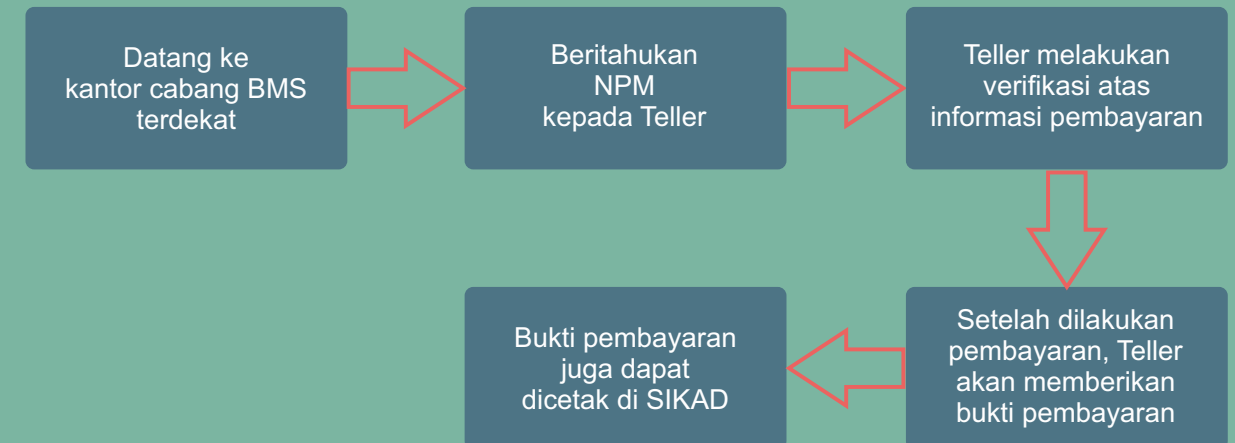 Datang ke
kantor cabang BMS
terdekat
Beritahukan
NPM
kepada Teller
Teller melakukan
verifikasi atas
informasi pembayaran
Setelah dilakukan
pembayaran, Teller
akan memberikan
bukti pembayaran
Bukti pembayaran
juga dapat
dicetak di SIKAD